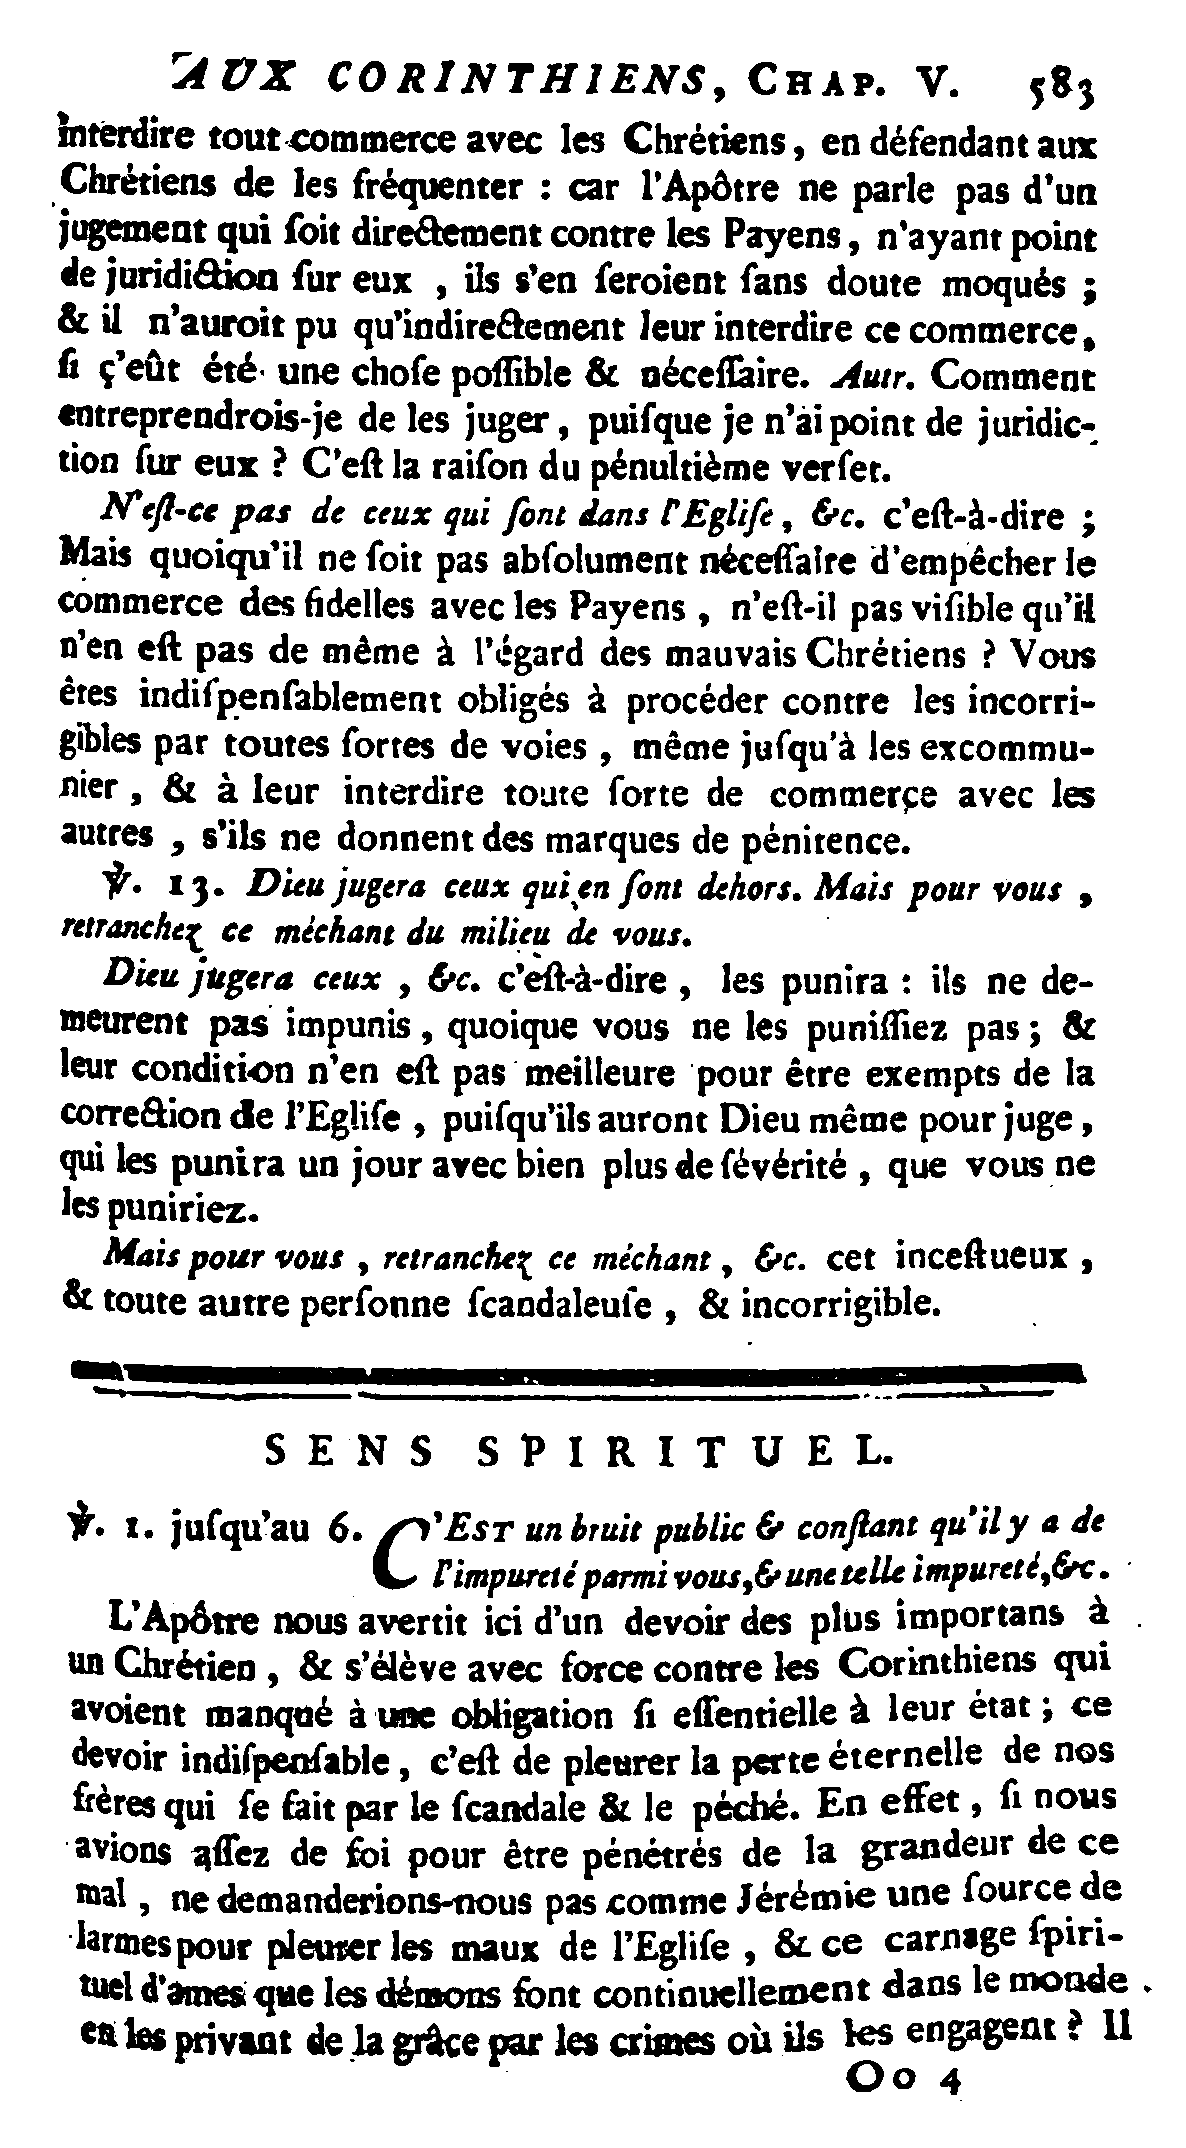 AUX CORINTHIENS, CHAP. V. 583
interdire tout commerce avec les Chrétiens, en défendant aux
Chrétiens de les fréquenter : car l'Apôtre ne parle pas d'un
jugement qui ſoit directement contre les Payens, n'ayant point
de juridiction ſur eux , ils s'en ſeroient ſans doute moqués ;
& il n'auroit pu qu'indirectement leur interdire ce commerce,
ſi ç'eût été une choſe poſſible & néceſſaire. Autr. Comment
entreprendrois-je de les juger, puiſque je n'ai point de juridic-
tion ſur eux ? C'eſt la raiſon du pénultième verſet.
N'eſt-ce pas de ceux qui ſont dans l'Egliſe, &c. c'eſt-à-dire ;
Mais quoiqu'il ne ſoit pas abſolument néceſſaire d'empêcher le
commerce des fidelles avec les Payens , n'eſt-il pas viſible qu'il
n'en eſt pas de même à l'égard des mauvais Chrétiens ? Vous
êtes indiſpenſablement obligés à procéder contre les incorri-
gibles par toutes ſortes de voies , même juſqu'à les excommu-
nier , & à leur interdire toute ſorte de commerçe avec les
autres , s'ils ne donnent des marques de pénitence.
℣. 13. Dieu jugera ceux qui en ſont dehors. Mais pour vous ,
retranchez ce méchant du milieu de vous.
Dieu jugera ceux , &c. c'eſt-à-dire , les punira : ils ne de-
meurent pas impunis, quoique vous ne les puniſſiez pas ; &
leur condition n'en eſt pas meilleure pour être exempts de la
correction de l'Egliſe , puiſqu'ils auront Dieu même pour juge ,
qui les punira un jour avec bien plus de ſévérité , que vous ne
les puniriez.
Mais pour vous , retranchez ce méchant , &c. cet inceſtueux ,
& toute autre perſonne ſcandaleuſe , & incorrigible.
SENS SPIRITUEL.
℣. 1. juſqu'au 6. C'EST un bruit public & conſtant qu'il y a de
l'impureté parmi vous, & une telle impureté, &c.
L'Apôtre nous avertit ici d'un devoir des plus importans à
un Chrétien , & s'élève avec force contre les Corinthiens qui
avoient manqué à une obligation ſi eſſentielle à leur état ; ce
devoir indiſpenſable , c'eſt de pleurer la perte éternelle de nos
frères qui ſe fait par le ſcandale & le péché. En effet , ſi nous
avions aſſez de foi pour être pénétrés de la grandeur de ce
mal , ne demanderions-nous pas comme Jérémie une ſource de
larmes pour pleurer les maux de l'Egliſe , & ce carnage ſpiri-
tuel d'ames que les démons font continuellement dans le monde
en les privant de la grâce par les crimes où ils les engagent ? Il
Oo 4